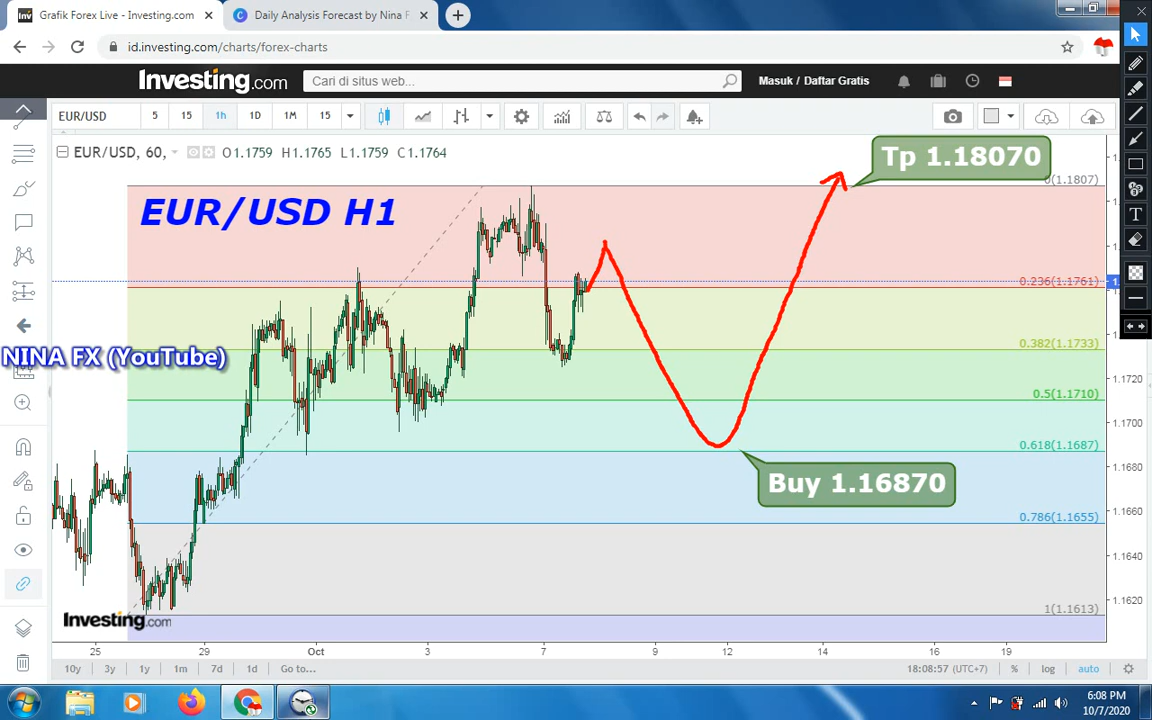 Grafik Forex Live - Investing.com
Daily Analysis Forecast by Nina F
id.investing.com/charts/forex-charts
Investing.com
Cari di situs web...
Masuk / Daftar Gratis
EUR/USD
5
15
1h
1D
1M
15
EUR/USD, 60,
O1.1759 H1.1765 L1.1759 C1.1764
Tp 1.18070
0(1.1807)
EUR/USD H1
0.236(1.1761)
NINA FX (YouTube)
0.382(1.1733)
1.1720
0.5(1.1710)
1.1700
0.618(1.1687)
1.1680
Buy 1.16870
1.1660
0.786(1.1655)
1.1640
1.1620
1(1.1613)
Investing.com
25
29
Oct
3
7
9
12
14
16
19
10y
3y
1y
1m
7d
1d
Go to...
18:08:57 (UTC+7)
%
log
auto
6:08 PM
10/7/2020